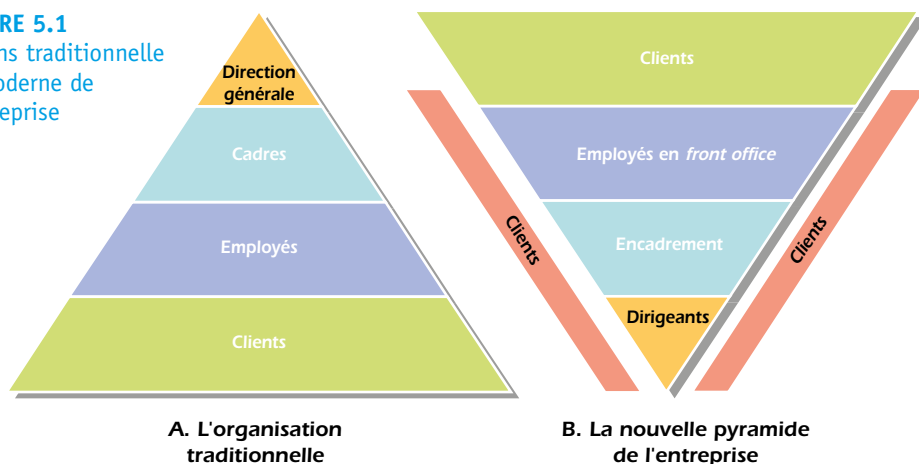 RE 5.1
ns traditionnelle
oderne de
eprise
Direction
générale
Cadres
Employés
Clients
A. L'organisation
traditionnelle
Clients
Employés en front office
Encadrement
Dirigeants
Clients
Clients
B. La nouvelle pyramide
de l'entreprise